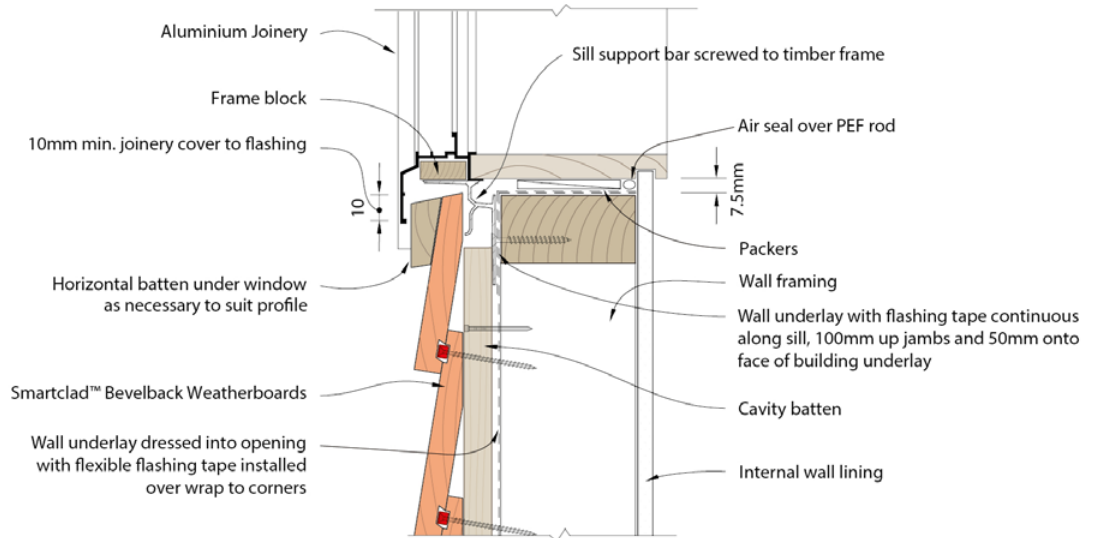 Aluminium Joinery
Sill support bar screwed to timber frame
Frame block
Air seal over PEF rod
10mm min. joinery cover to flashing
10
7.5mm
Packers
Horizontal batten under window
as necessary to suit profile
Wall framing
Wall underlay with flashing tape continuous
along sill, 100mm up jambs and 50mm onto
face of building underlay
Smartclad™ Bevelback Weatherboards
Cavity batten
Wall underlay dressed into opening
with flexible flashing tape installed
over wrap to corners
Internal wall lining